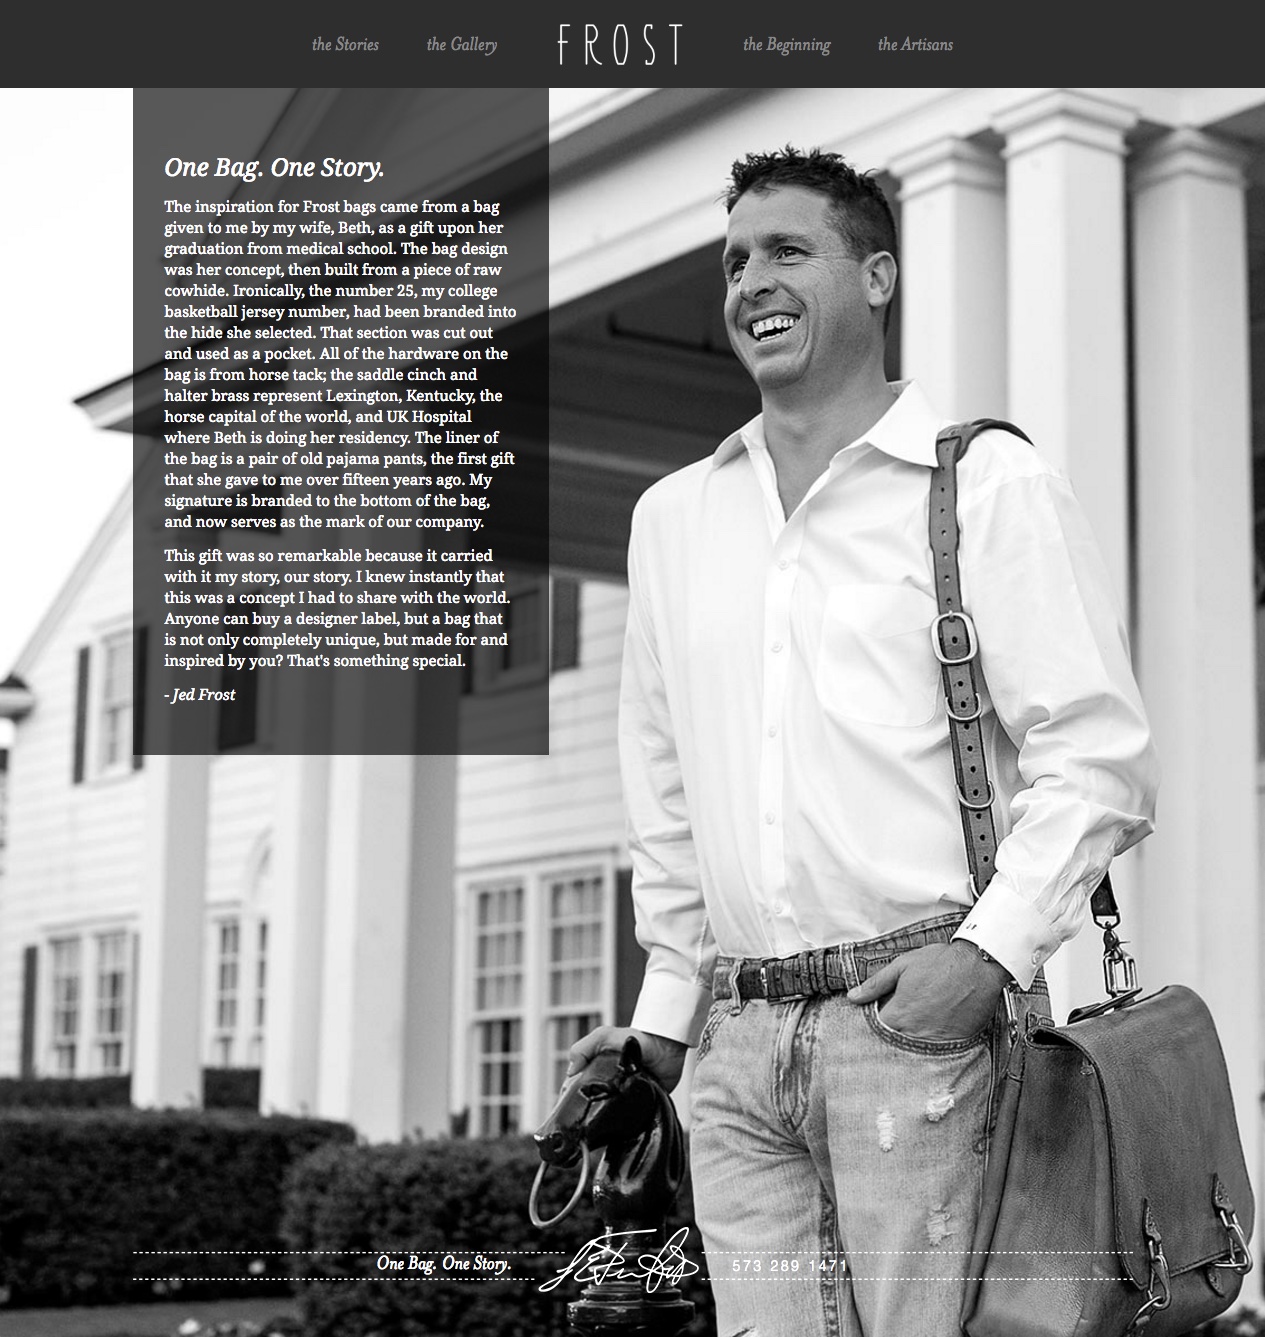 the Stories the Gallery FROST the Beginning the Artisans
One Bag. One Story.
The inspiration for Frost bags came from a bag
given to me by my wife, Beth, as a gift upon her
graduation from medical school. The bag design
was her concept, then built from a piece of raw
cowhide. Ironically, the number 25, my college
basketball jersey number, had been branded into
the hide she selected. That section was cut out
and used as a pocket. All of the hardware on the
bag is from horse tack; the saddle cinch and
halter brass represent Lexington, Kentucky, the
horse capital of the world, and UK Hospital
where Beth is doing her residency. The liner of
the bag is a pair of old pajama pants, the first gift
that she gave to me over fifteen years ago. My
signature is branded to the bottom of the bag,
and now serves as the mark of our company.
This gift was so remarkable because it carried
with it my story, our story. I knew instantly that
this was a concept I had to share with the world.
Anyone can buy a designer label, but a bag that
is not only completely unique, but made for and
inspired by you? That's something special.
- Jed Frost
One Bag. One Story. 573 289 1471